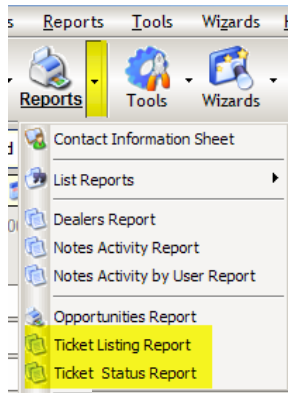 Reports Tools Wizards
Reports Tools Wizards
Contact Information Sheet
List Reports
Dealers Report
Notes Activity Report
Notes Activity by User Report
Opportunities Report
Ticket Listing Report
Ticket Status Report